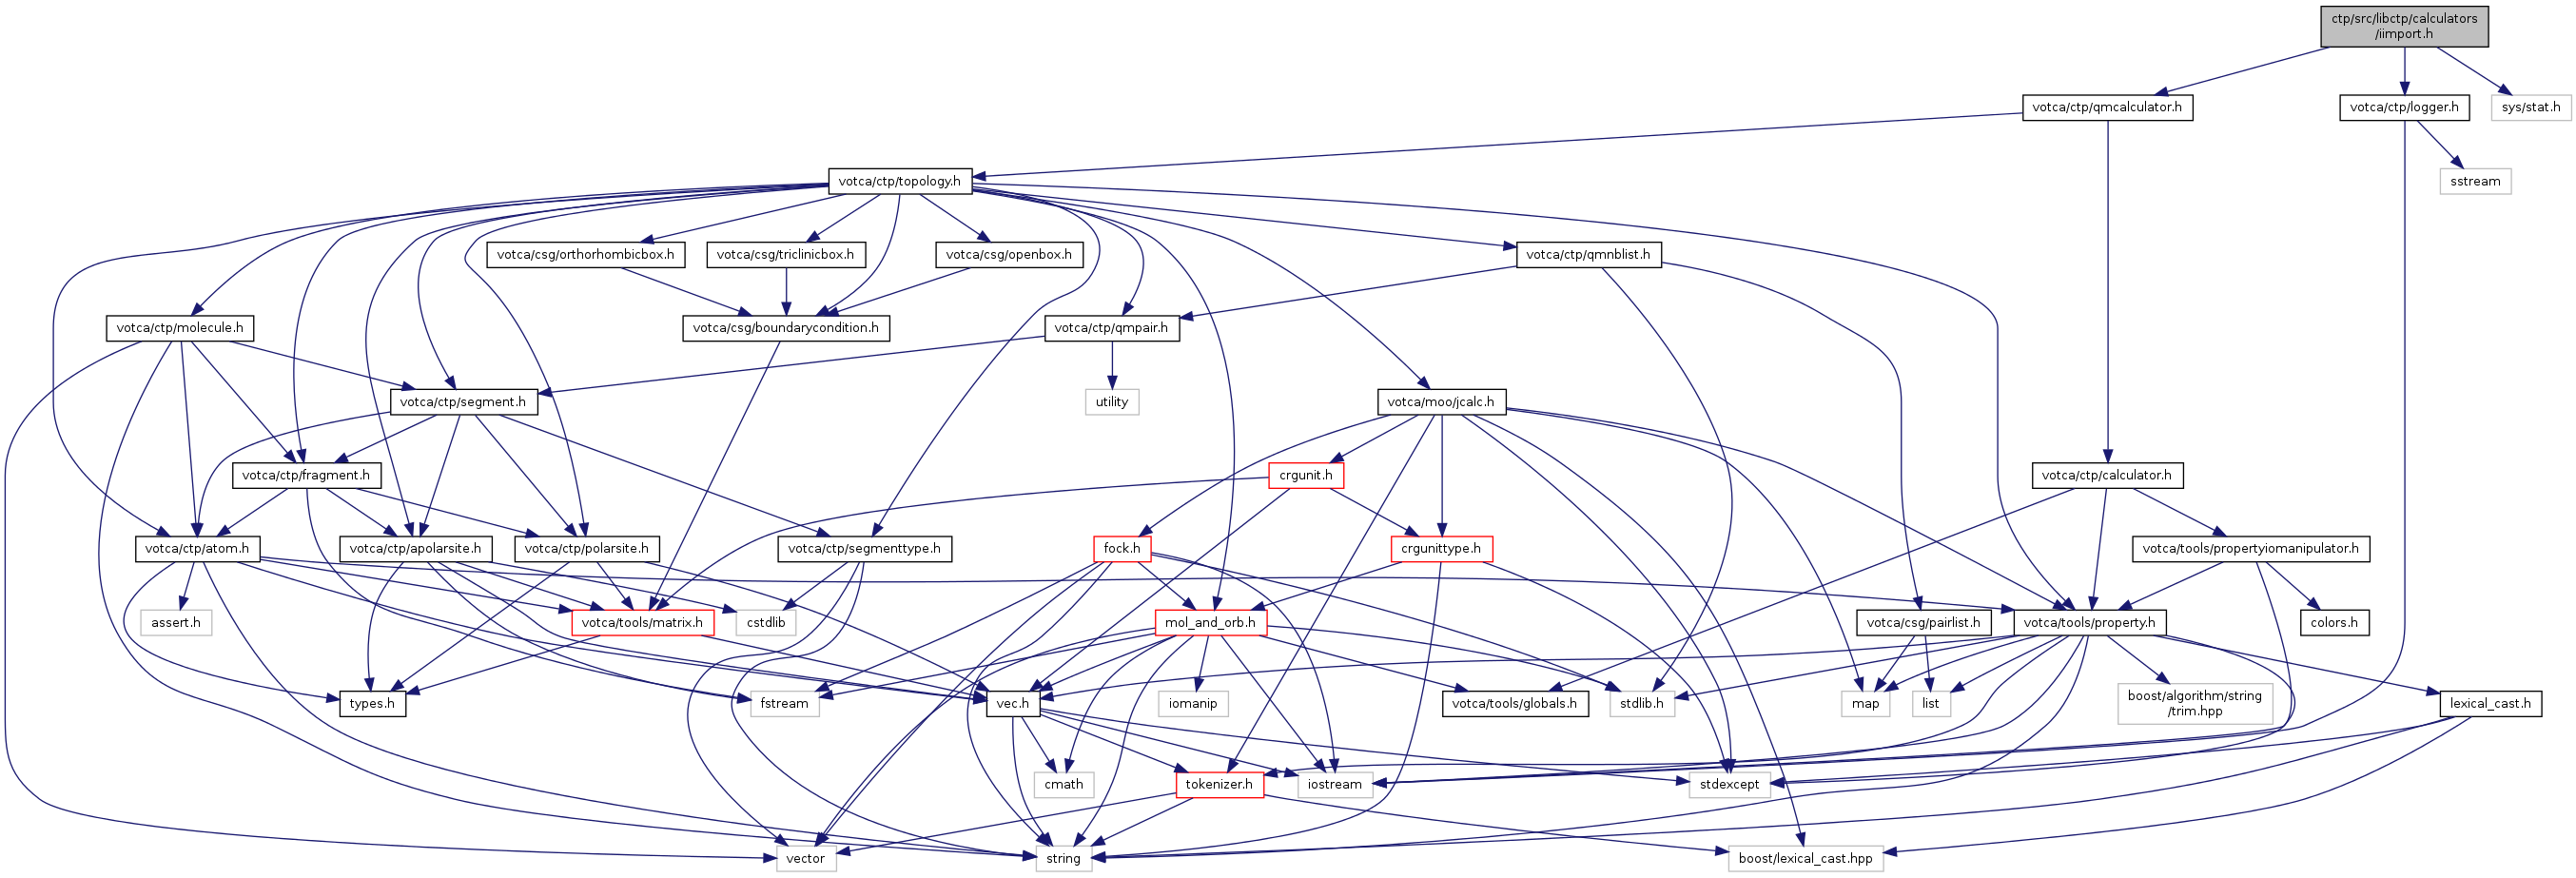 ctp/src/libctp/calculators
/iimport.h
votca/ctp/qmcalculator.h
votca/ctp/logger.h
sys/stat.h
votca/ctp/topology.h
sstream
votca/csg/orthorhombicbox.h
votca/csg/triclinicbox.h
votca/csg/openbox.h
votca/ctp/qmnblist.h
votca/ctp/molecule.h
votca/csg/boundarycondition.h
votca/ctp/qmpair.h
votca/ctp/segment.h
utility
votca/moo/jcalc.h
votca/ctp/fragment.h
crgunit.h
votca/ctp/calculator.h
votca/ctp/atom.h
votca/ctp/apolarsite.h
votca/ctp/polarsite.h
votca/ctp/segmenttype.h
fock.h
crgunittype.h
votca/tools/propertyiomanipulator.h
assert.h
votca/tools/matrix.h
cstdlib
mol_and_orb.h
votca/csg/pairlist.h
votca/tools/property.h
colors.h
types.h
fstream
vec.h
iomanip
votca/tools/globals.h
stdlib.h
map
list
boost/algorithm/string
/trim.hpp
lexical_cast.h
cmath
tokenizer.h
iostream
stdexcept
vector
string
boost/lexical_cast.hpp